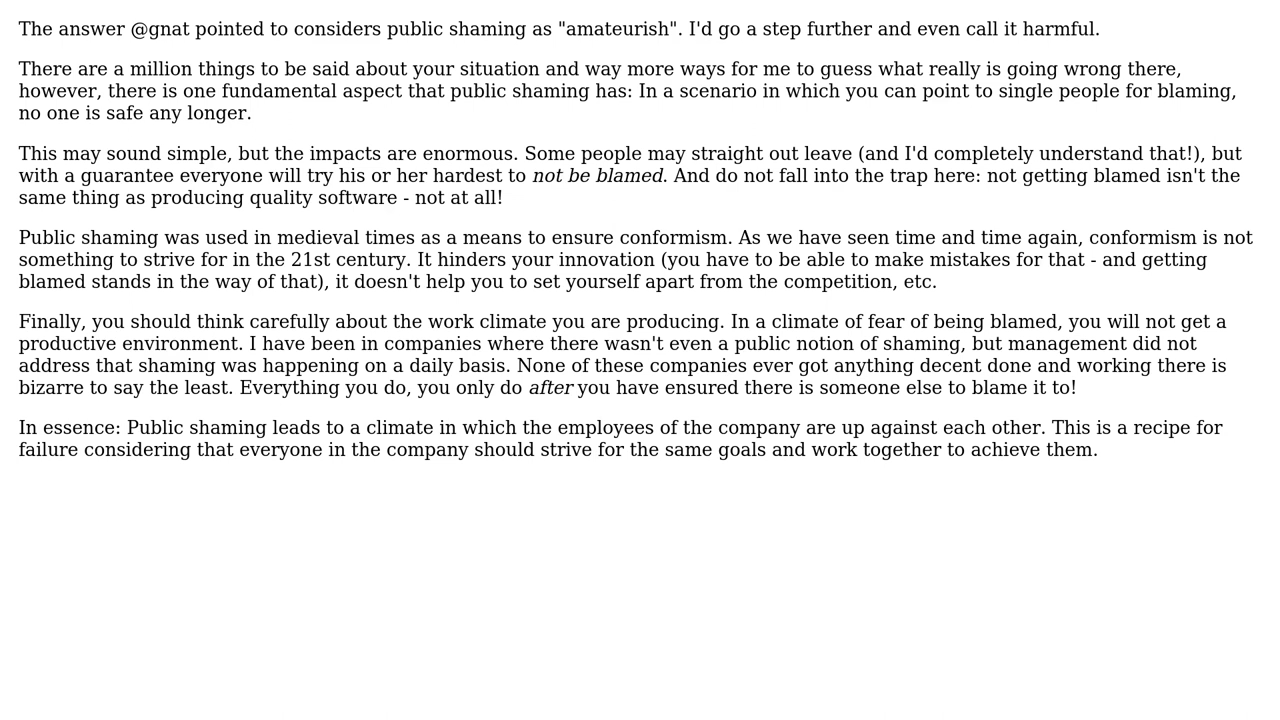 The answer @gnat pointed to considers public shaming as "amateurish". I'd go a step further and even call it harmful.
There are a million things to be said about your situation and way more ways for me to guess what really is going wrong there,
however, there is one fundamental aspect that public shaming has: In a scenario in which you can point to single people for blaming,
no one is safe any longer.
This may sound simple, but the impacts are enormous. Some people may straight out leave (and I'd completely understand that!), but
with a guarantee everyone will try his or her hardest to not be blamed. And do not fall into the trap here: not getting blamed isn't the
same thing as producing quality software - not at all!
Public shaming was used in medieval times as a means to ensure conformism. As we have seen time and time again, conformism is not
something to strive for in the 21st century. It hinders your innovation (you have to be able to make mistakes for that - and getting
blamed stands in the way of that), it doesn't help you to set yourself apart from the competition, etc.
Finally, you should think carefully about the work climate you are producing. In a climate of fear of being blamed, you will not get a
productive environment. I have been in companies where there wasn't even a public notion of shaming, but management did not
address that shaming was happening on a daily basis. None of these companies ever got anything decent done and working there is
bizarre to say the least. Everything you do, you only do after you have ensured there is someone else to blame it to!
In essence: Public shaming leads to a climate in which the employees of the company are up against each other. This is a recipe for
failure considering that everyone in the company should strive for the same goals and work together to achieve them.